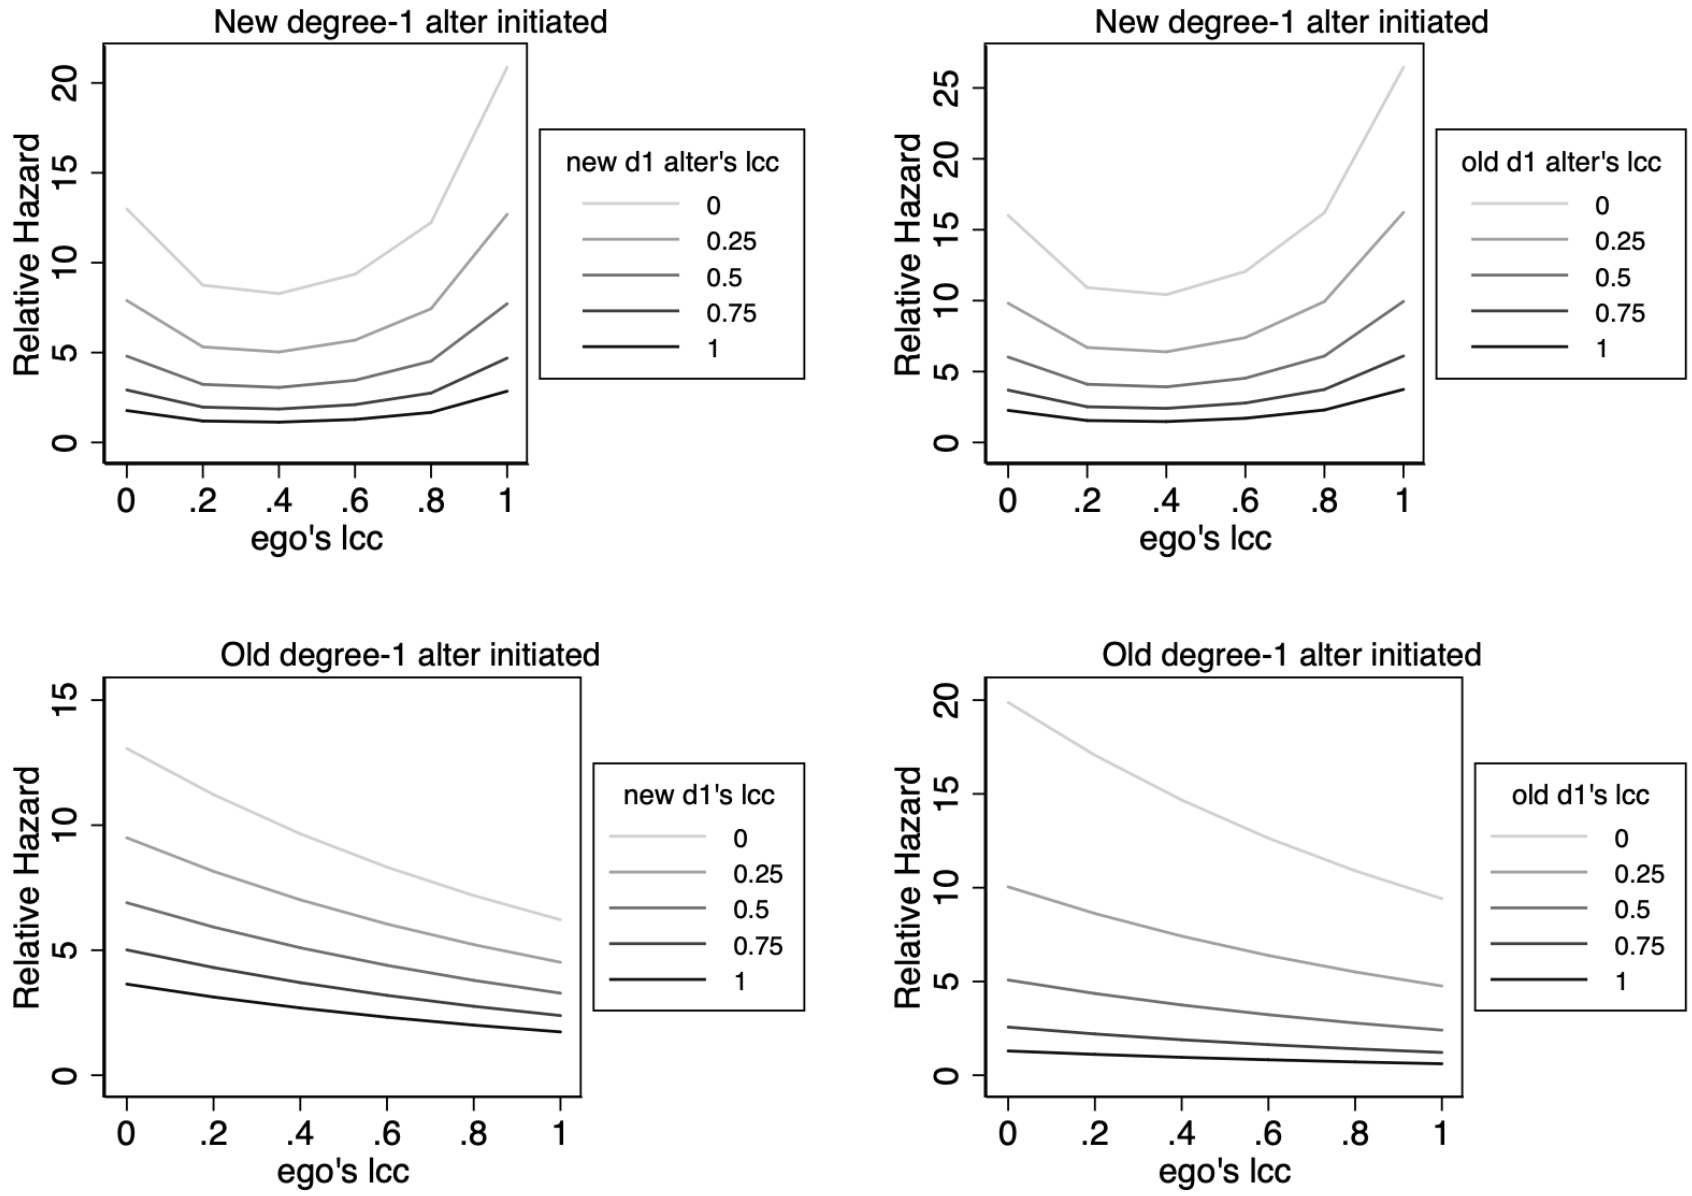 New degree-1 alter initiated
Relative Hazard
20
15
10
5
0
0 .2 .4 .6 .8 1
ego's lcc
new d1 alter's lcc
0
0.25
0.5
0.75
1
New degree-1 alter initiated
Relative Hazard
25
20
15
10
5
0
0 .2 .4 .6 .8 1
ego's lcc
old d1 alter's lcc
0
0.25
0.5
0.75
1
Old degree-1 alter initiated
Relative Hazard
15
10
5
0
0 .2 .4 .6 .8 1
ego's lcc
new d1's lcc
0
0.25
0.5
0.75
1
Old degree-1 alter initiated
Relative Hazard
20
15
10
5
0
0 .2 .4 .6 .8 1
ego's lcc
old d1's lcc
0
0.25
0.5
0.75
1